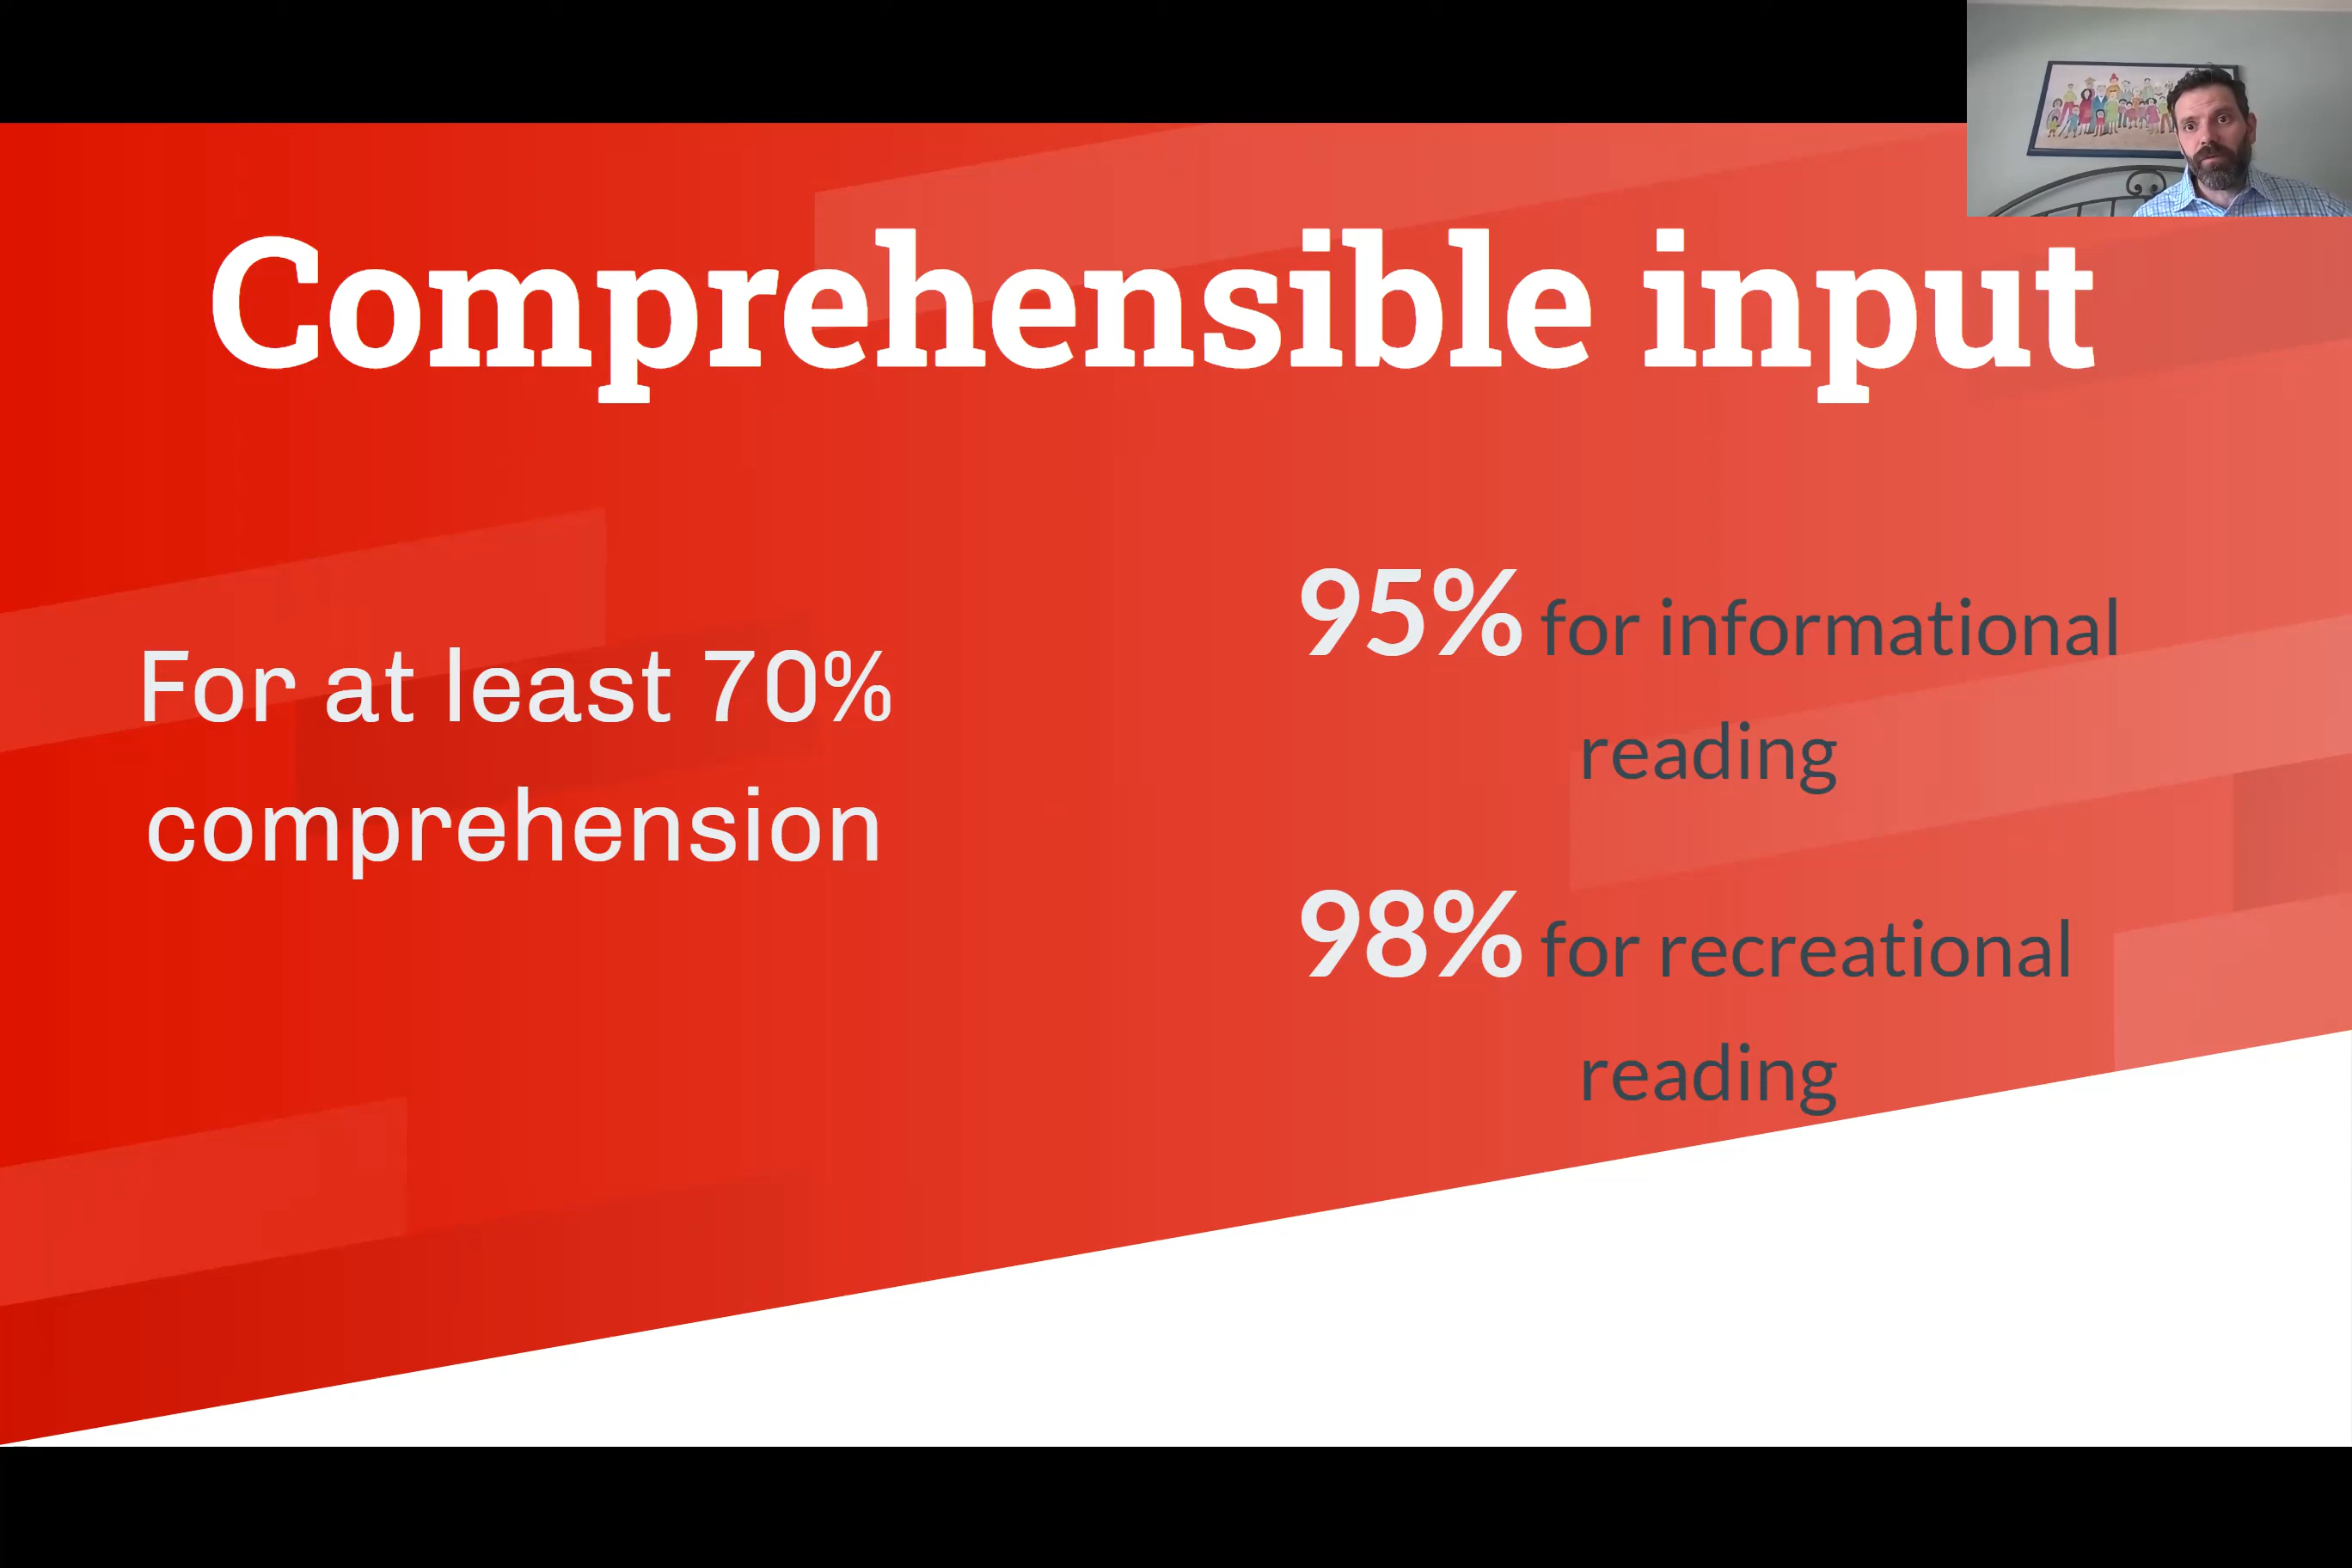 Comprehensible input
For at least 70%
comprehension
95% for informational
reading
98% for recreational
reading